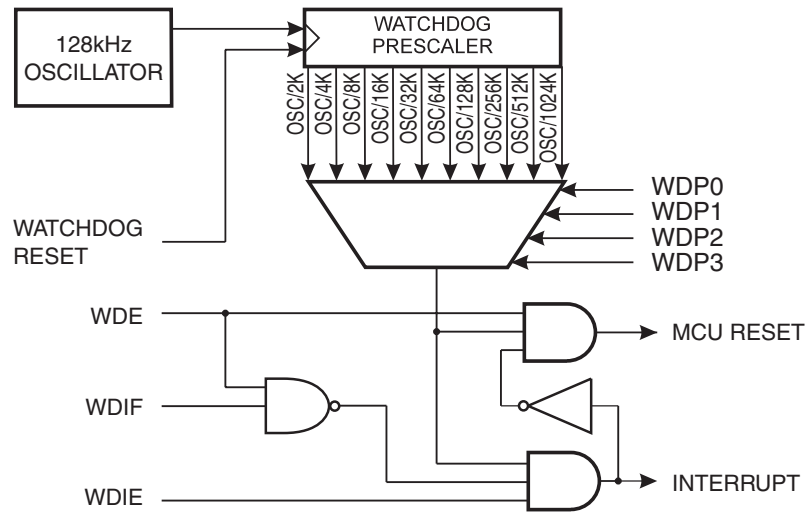 128kHz
OSCILLATOR
WATCHDOG
PRESCALER
OSC/2K
OSC/4K
OSC/8K
OSC/16K
OSC/32K
OSC/64K
OSC/128K
OSC/256K
OSC/512K
OSC/1024K
WATCHDOG
RESET
WDP0
WDP1
WDP2
WDP3
WDE
MCU RESET
WDIF
WDIE
INTERRUPT